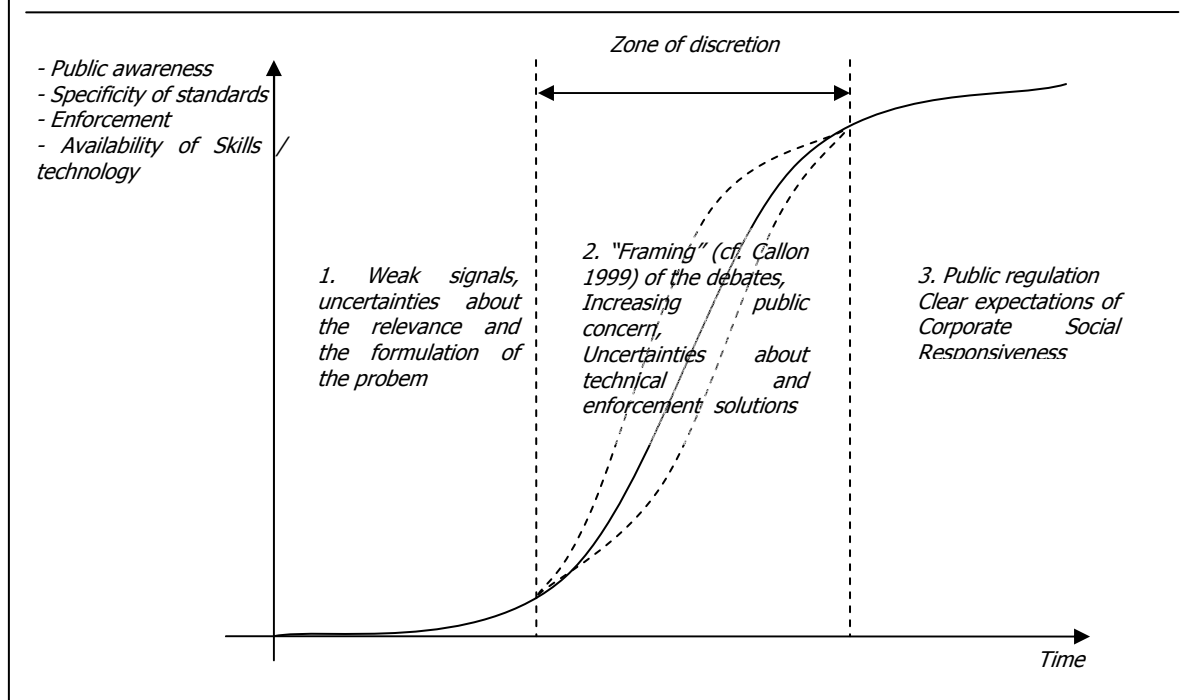 Zone of discretion
- Public awareness
- Specificity of standards
- Enforcement
- Availability of Skills /
technology
1. Weak signals,
uncertainties about
the relevance and
the formulation of
the probem
2. “Framing” (cf. Callon
1999) of the debates,
Increasing public
concern,
Uncertainties about
technical and
enforcement solutions
3. Public regulation
Clear expectations of
Corporate Social
Responsiveness
Time